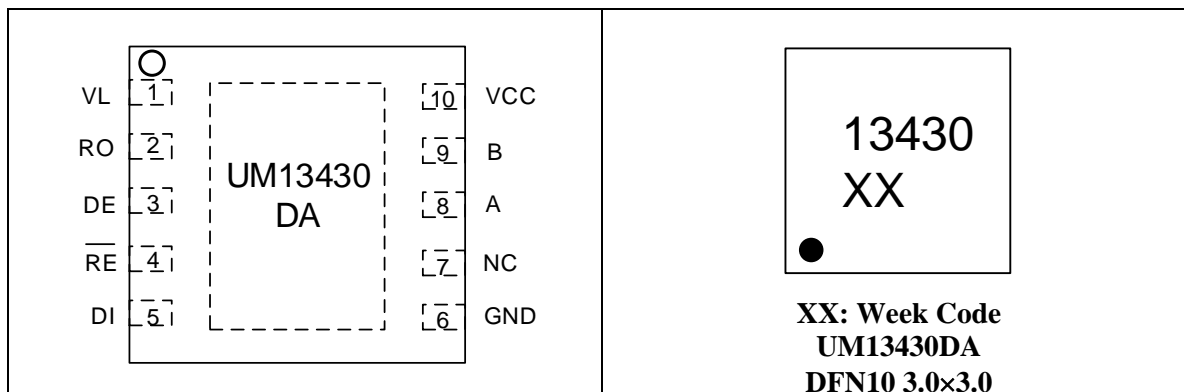 VL 1 10 VCC
RO 2 9 B
UM13430
DA
DE 3 8 A
RE 4 7 NC
DI 5 6 GND
13430
XX
XX: Week Code
UM13430DA
DFN10 3.0×3.0